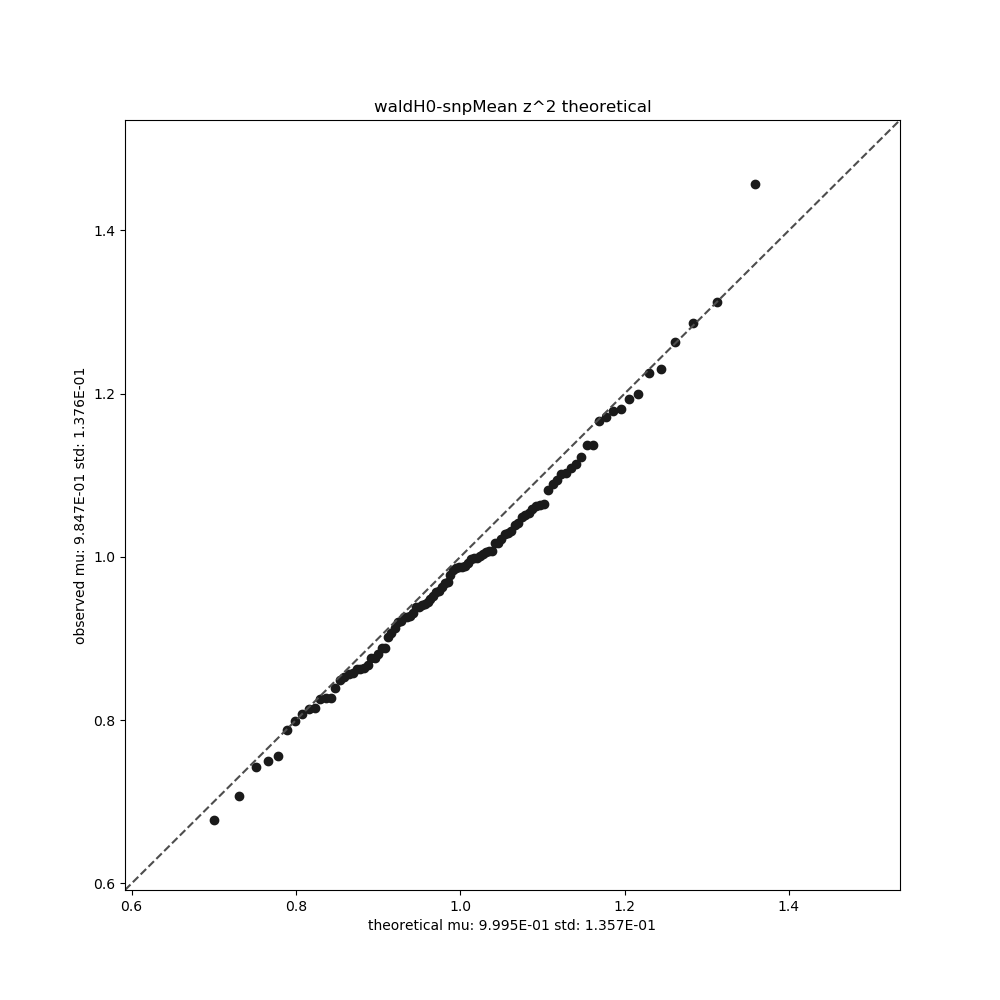 waldH0-snpMean z^2 theoretical
1.4
1.2
1.0
0.8
0.6
observed mu: 9.847E-01 std: 1.376E-01
0.6 0.8 1.0 1.2 1.4
theoretical mu: 9.995E-01 std: 1.357E-01